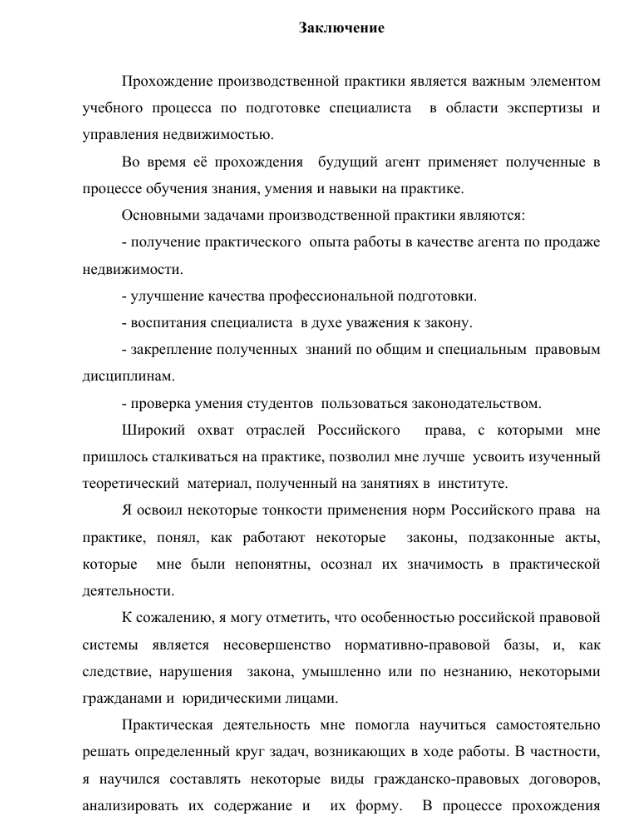 Заключение
Прохождение производственной практики является важным элементом
учебного процесса по подготовке специалиста в области экспертизы и
управления недвижимостью.
Во время её прохождения будущий агент применяет полученные в
процессе обучения знания, умения и навыки на практике.
Основными задачами производственной практики являются:
- получение практического опыта работы в качестве агента по продаже
недвижимости.
- улучшение качества профессиональной подготовки.
- воспитания специалиста в духе уважения к закону.
- закрепление полученных знаний по общим и специальным правовым
дисциплинам.
- проверка умения студентов пользоваться законодательством.
Широкий охват отраслей Российского права, с которыми мне
пришлось сталкиваться на практике, позволил мне лучше усвоить изученный
теоретический материал, полученный на занятиях в институте.
Я освоил некоторые тонкости применения норм Российского права на
практике, понял, как работают некоторые законы, подзаконные акты,
которые мне были непонятны, осознал их значимость в практической
деятельности.
К сожалению, я могу отметить, что особенностью российской правовой
системы является несовершенство нормативно-правовой базы, и, как
следствие, нарушения закона, умышленно или по незнанию, некоторыми
гражданами и юридическими лицами.
Практическая деятельность мне помогла научиться самостоятельно
решать определенный круг задач, возникающих в ходе работы. В частности,
я научился составлять некоторые виды гражданско-правовых договоров,
анализировать их содержание и их форму. В процессе прохождения